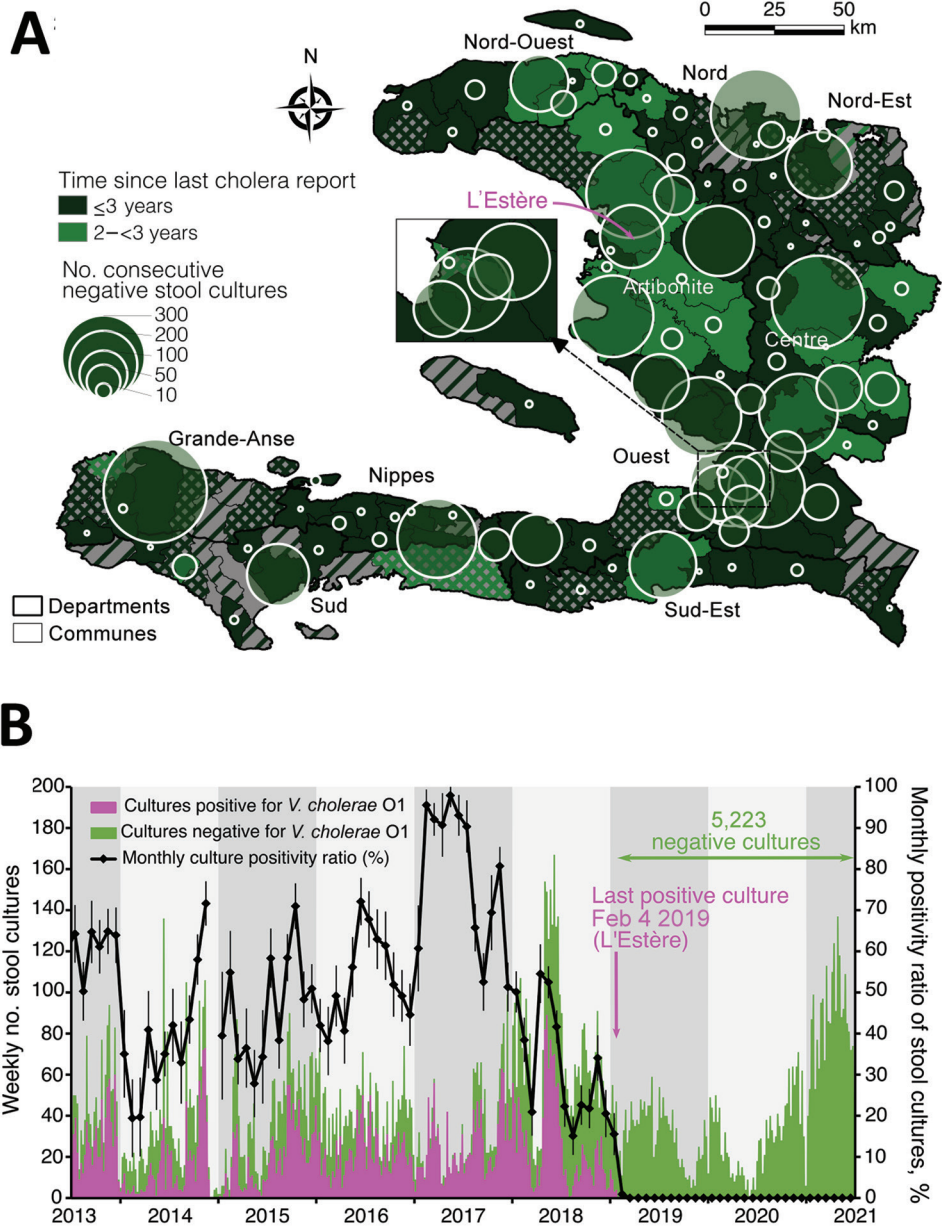 A
0 25 50
km
N
Nord-Ouest
Nord
Nord-Est
Time since last cholera report
≤3 years
2–<3 years
L'Estère
No. consecutive
negative stool cultures
300
200
100
50
10
Artibonite
Centre
Grande-Anse
Nippes
Ouest
Sud
Sud-Est
Departments
Communes
B
Weekly no. stool cultures
200
180
160
140
120
100
80
60
40
20
0
Cultures positive for V. cholerae O1
Cultures negative for V. cholerae O1
Monthly culture positivity ratio (%)
5,223
negative cultures
Last positive culture
Feb 4 2019
(L'Estère)
100
90
80
70
60
50
40
30
20
10
0
Monthly positivity ratio of stool cultures, %
2013 2014 2015 2016 2017 2018 2019 2020 2021